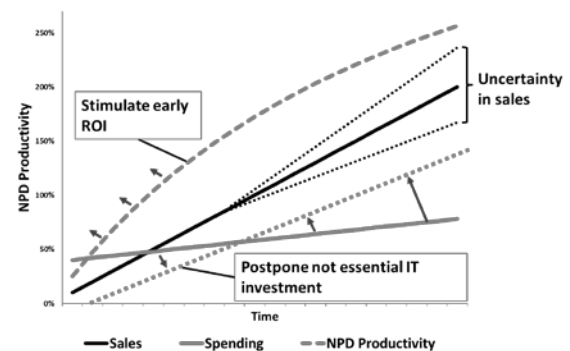 250%
200%
150%
100%
50%
0%
NPD Productivity
Stimulate early
ROI
Uncertainty
in sales
Postpone not essential IT
investment
Time
Sales Spending NPD Productivity